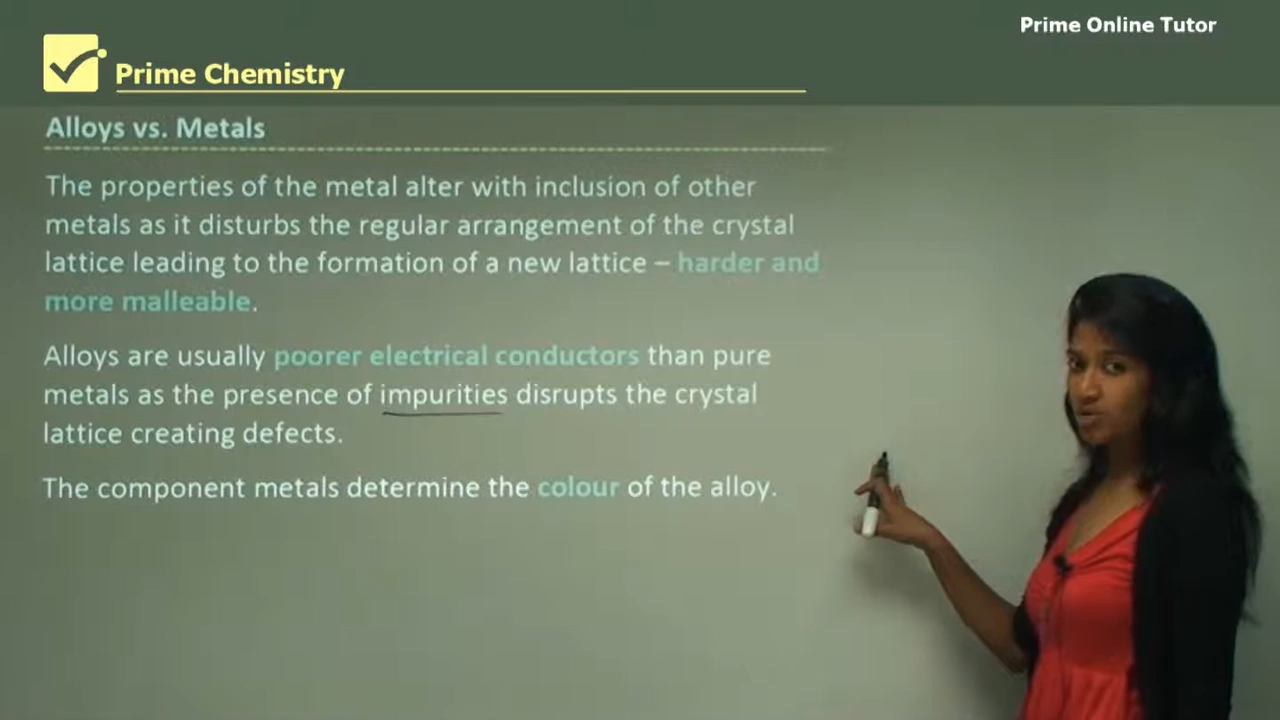 Prime Online Tutor
Prime Chemistry
Alloys vs. Metals
The properties of the metal alter with inclusion of other
metals as it disturbs the regular arrangement of the crystal
lattice leading to the formation of a new lattice – harder and
more malleable.
Alloys are usually poorer electrical conductors than pure
metals as the presence of impurities disrupts the crystal
lattice creating defects.
The component metals determine the colour of the alloy.